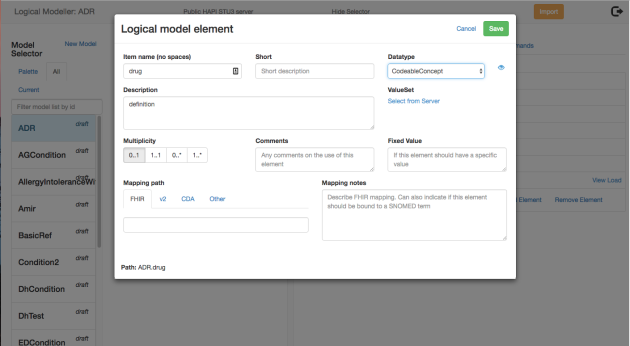 Logical Modeller: ADR
Public HAPI STU3 server
Hide Selector
Import
Model Selector
New Model
Palette
All
Current
Filter model list by id
ADR
draft
AGCondition
draft
AllergyIntoleranceWi
draft
Amir
draft
BasicRef
draft
Condition2
draft
DhCondition
draft
DhTest
draft
EDCondition
draft
Logical model element
Cancel
Save
Item name (no spaces)
Short
Datatype
drug
Short description
CodeableConcept
Description
ValueSet
definition
Select from Server
Multiplicity
Comments
Fixed Value
0..1
1..1
0..*
1..*
Any comments on the use of this
element
If this element should have a specific
value
Mapping path
Mapping notes
FHIR
v2
CDA
Other
Describe FHIR mapping. Can also indicate if this element
should be bound to a SNOMED term
Path: ADR.drug
View Load
Element
Remove Element